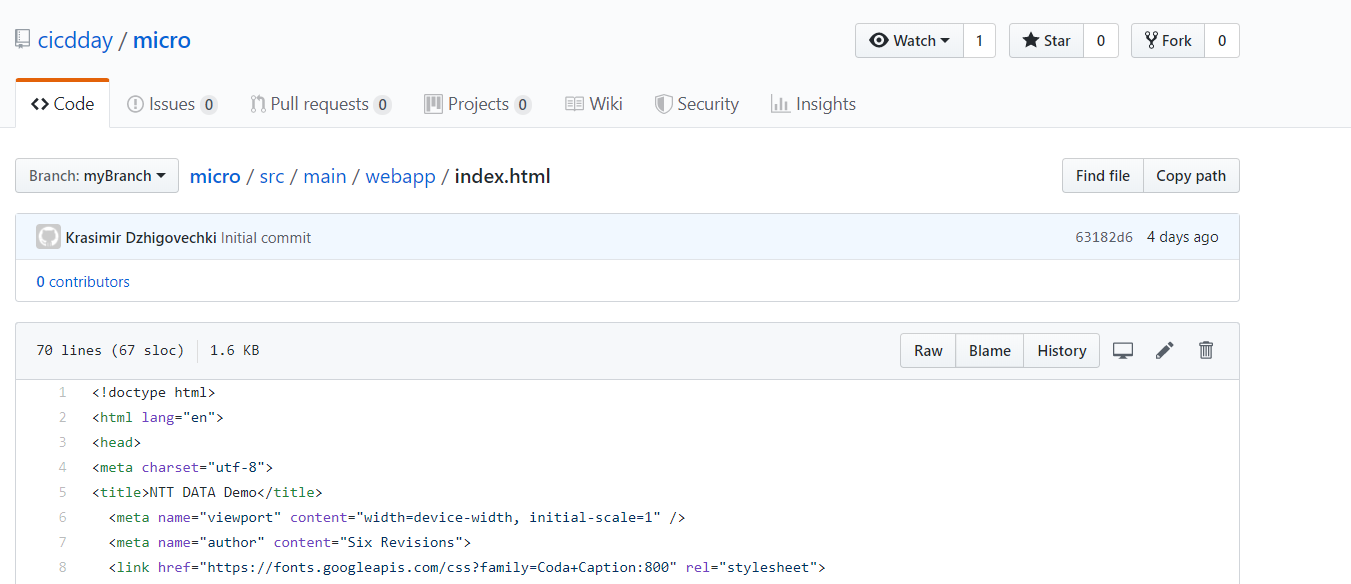 cicdday / micro
Watch 1 Star 0 Fork 0
Code Issues 0 Pull requests 0 Projects 0 Wiki Security Insights
Branch: myBranch micro / src / main / webapp / index.html Find file Copy path
Krasimir Dzhigovechki Initial commit 63182d6 4 days ago
0 contributors
70 lines (67 sloc) 1.6 KB Raw Blame History
1 <!doctype html>
2 <html lang="en">
3 <head>
4 <meta charset="utf-8">
5 <title>NTT DATA Demo</title>
6 <meta name="viewport" content="width=device-width, initial-scale=1" />
7 <meta name="author" content="Six Revisions">
8 <link href="https://fonts.googleapis.com/css?family=Coda+Caption:800" rel="stylesheet">